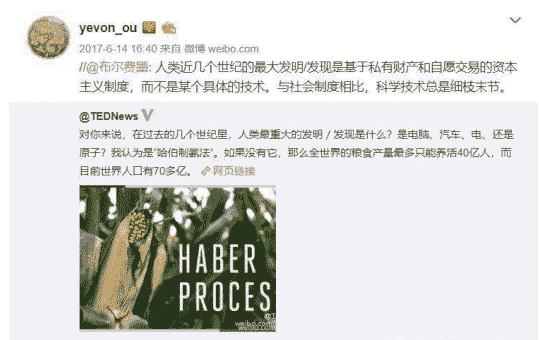 yevon_ou
2017-6-14 16:40 来自 微博 weibo.com
//@布尔费墨: 人类近几个世纪的最大发明/发现是基于私有财产和自愿交易的资本
主义制度，而不是某个具体的技术。与社会制度相比，科学技术总是细枝末节。
@TEDNews
对你来说，在过去的几个世纪里，人类最重大的发明 / 发现是什么？是电脑、汽车、电、还是
原子？我认为是"哈伯制氨法"。如果没有它，那么全世界的粮食产量最多只能养活40亿人，而
目前世界人口有70多亿。 网页链接
HABER
PROCES
weibo.com